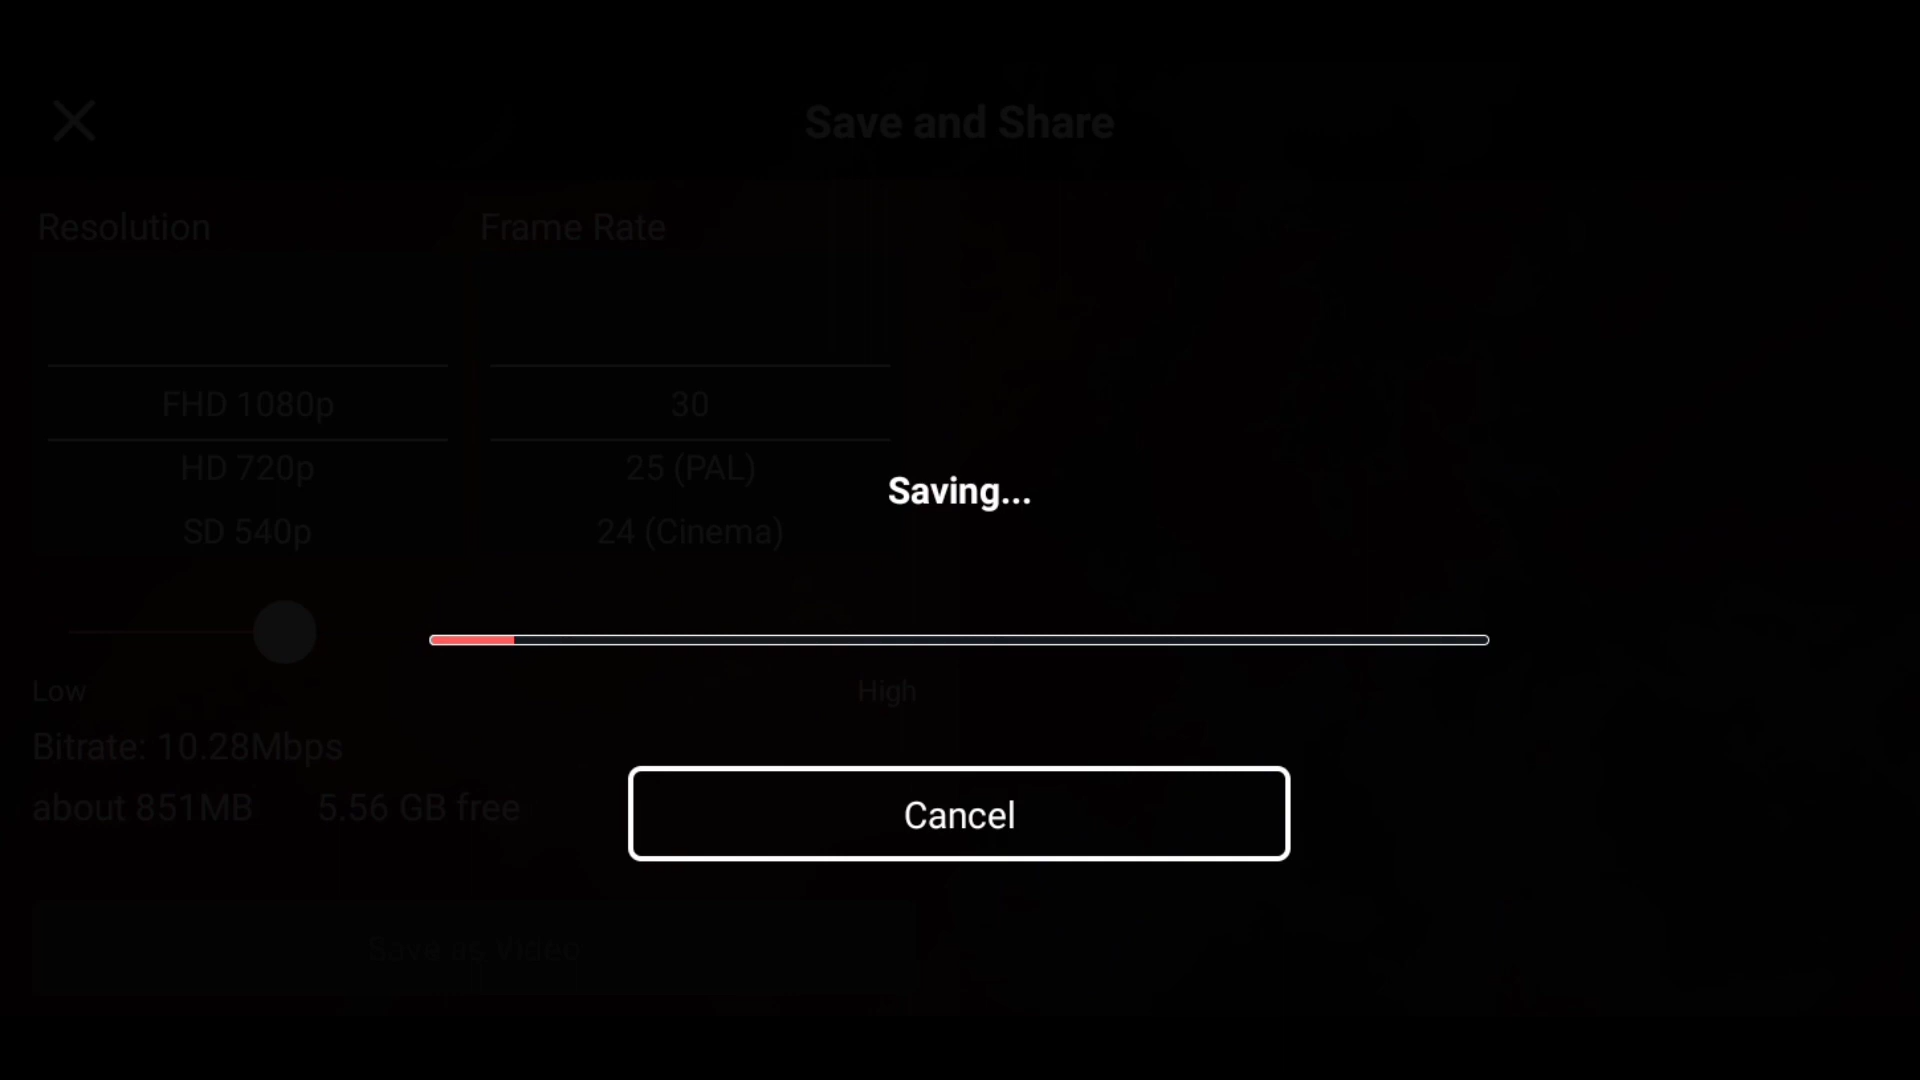 Save and Share
Resolution
Frame Rate
FHD 1080p
30
HD 720p
25 (PAL)
SD 540p
24 (Cinema)
Saving...
Low
High
Bitrate: 10.28Mbps
about 851MB
5.56 GB free
Cancel
Save as Video